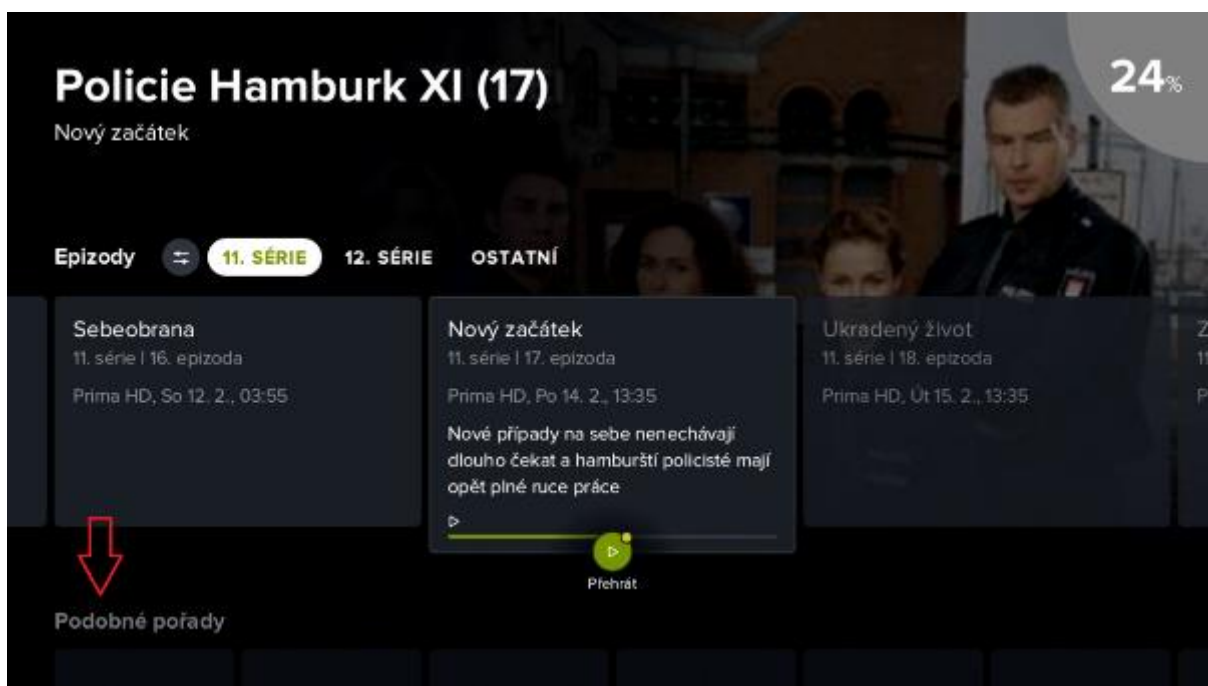 Policie Hamburk XI (17)
24%
Nový začátek
Epizody 11. SÉRIE 12. SÉRIE OSTATNÍ
Sebeobrana
11. série | 16. epizoda
Prima HD, So 12. 2., 03:55
Nový začátek
11. série | 17. epizoda
Prima HD, Po 14. 2., 13:35
Nové případy na sebe nenechávají
dlouho čekat a hamburští policisté mají
opět plné ruce práce
Přehrát
Ukradený život
11. série | 18. epizoda
Prima HD, Út 15. 2., 13:35
Podobné pořady